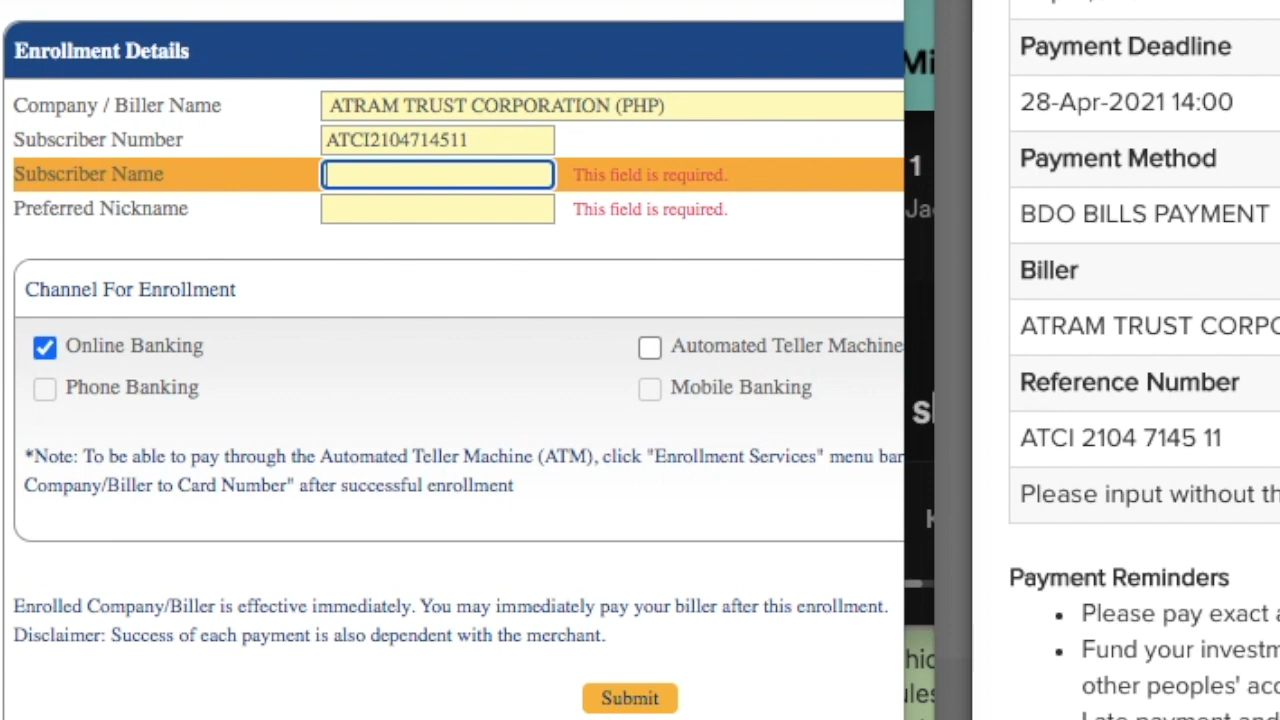 Enrollment Details
Company / Biller Name ATRAM TRUST CORPORATION (PHP)
Subscriber Number ATCI2104714511
Subscriber Name This field is required.
Preferred Nickname This field is required.
Channel For Enrollment
Online Banking Automated Teller Machine
Phone Banking Mobile Banking
*Note: To be able to pay through the Automated Teller Machine (ATM), click "Enrollment Services" menu bar
Company/Biller to Card Number" after successful enrollment
Enrolled Company/Biller is effective immediately. You may immediately pay your biller after this enrollment.
Disclaimer: Success of each payment is also dependent with the merchant.
Submit
Mi
1
Ja
Payment Deadline
28-Apr-2021 14:00
Payment Method
BDO BILLS PAYMENT
Biller
ATRAM TRUST CORPO
Reference Number
ATCI 2104 7145 11
Please input without th
Payment Reminders
• Please pay exact a
• Fund your investm
other peoples' acc